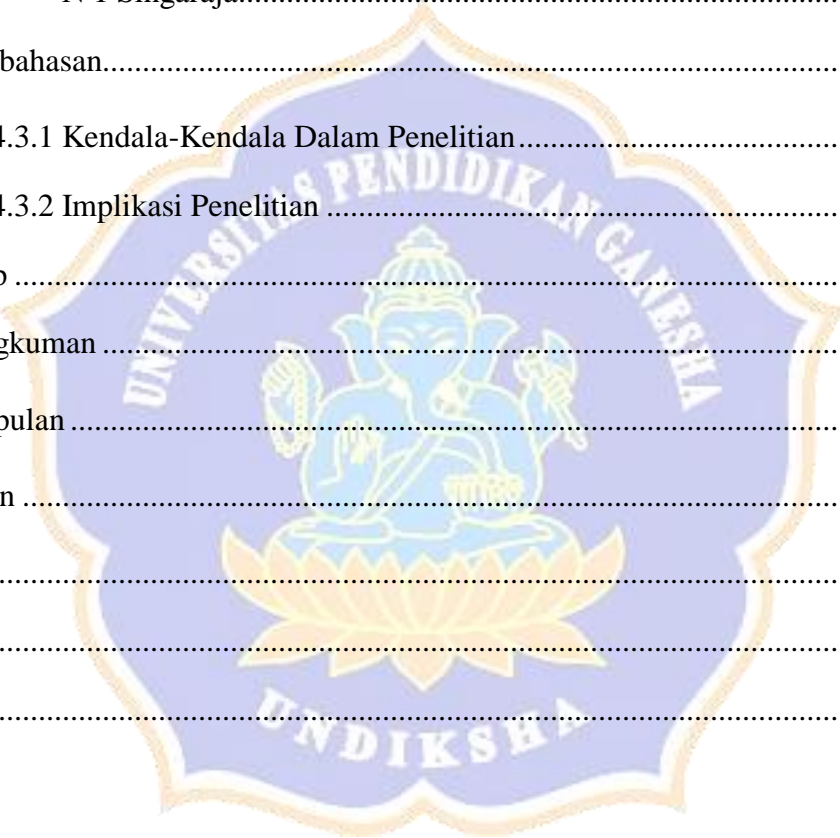 N 1 Singaraja....................................................................................
bahasan............................................................................................
4.3.1 Kendala-Kendala Dalam Penelitian........................................
4.3.2 Implikasi Penelitian ................................................................
p .......................................................................................................
gkuman ............................................................................................
pulan ................................................................................................
n .......................................................................................................
.........................................................................................................
.........................................................................................................
.........................................................................................................
UNIVERSITAS PENDIDIKAN GANESHA
UNDIKSHA